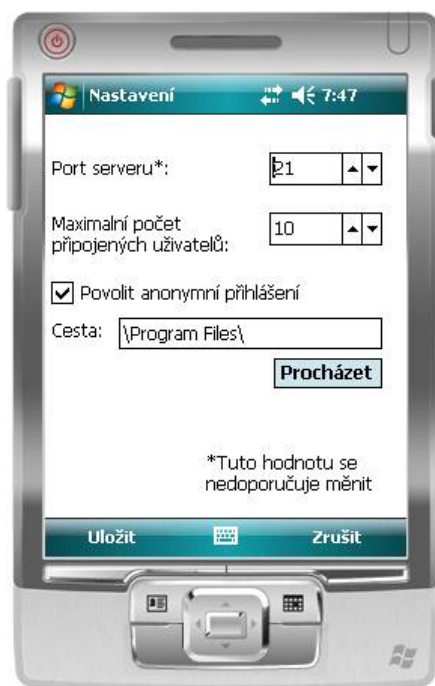 Nastavení 7:47
Port serveru*: 21
Maximalní počet
připojených uživatelů: 10
Povolit anonymní přihlášení
Cesta: \Program Files\
Procházet
*Tuto hodnotu se
nedoporučuje měnit
Uložit Zrušit